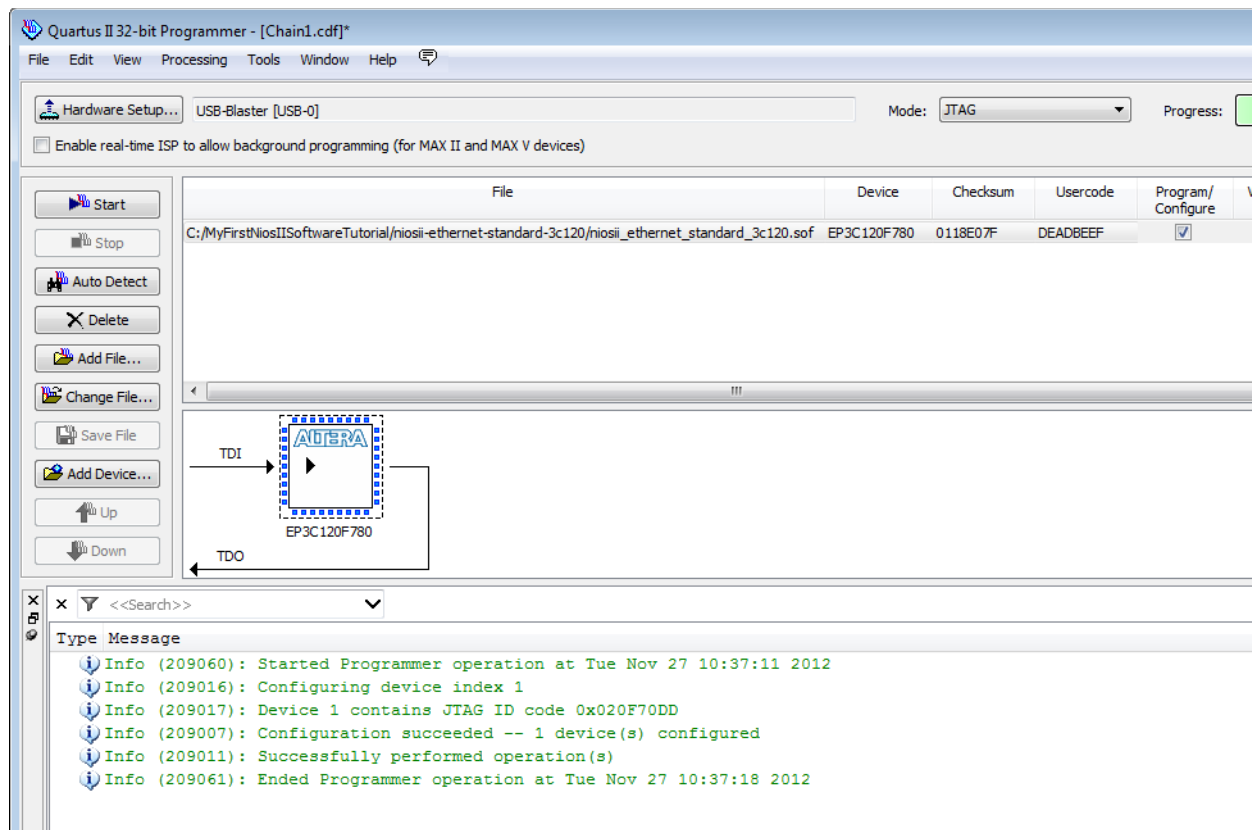 Quartus II 32-bit Programmer - [Chain1.cdf]*
File Edit View Processing Tools Window Help
Hardware Setup... USB-Blaster [USB-0] Mode: JTAG Progress:
Enable real-time ISP to allow background programming (for MAX II and MAX V devices)
Start
Stop
Auto Detect
Delete
Add File...
Change File...
Save File
Add Device...
Up
Down
File Device Checksum Usercode Program/
Configure
C:/MyFirstNiosIISoftwareTutorial/niosii-ethernet-standard-3c120/niosii_ethernet_standard_3c120.sof EP3C120F780 0118E07F DEADBEEF
TDI
ALTERA
EP3C120F780
TDO
<<Search>>
Type Message
Info (209060): Started Programmer operation at Tue Nov 27 10:37:11 2012
Info (209016): Configuring device index 1
Info (209017): Device 1 contains JTAG ID code 0x020F70DD
Info (209007): Configuration succeeded -- 1 device(s) configured
Info (209011): Successfully performed operation(s)
Info (209061): Ended Programmer operation at Tue Nov 27 10:37:18 2012